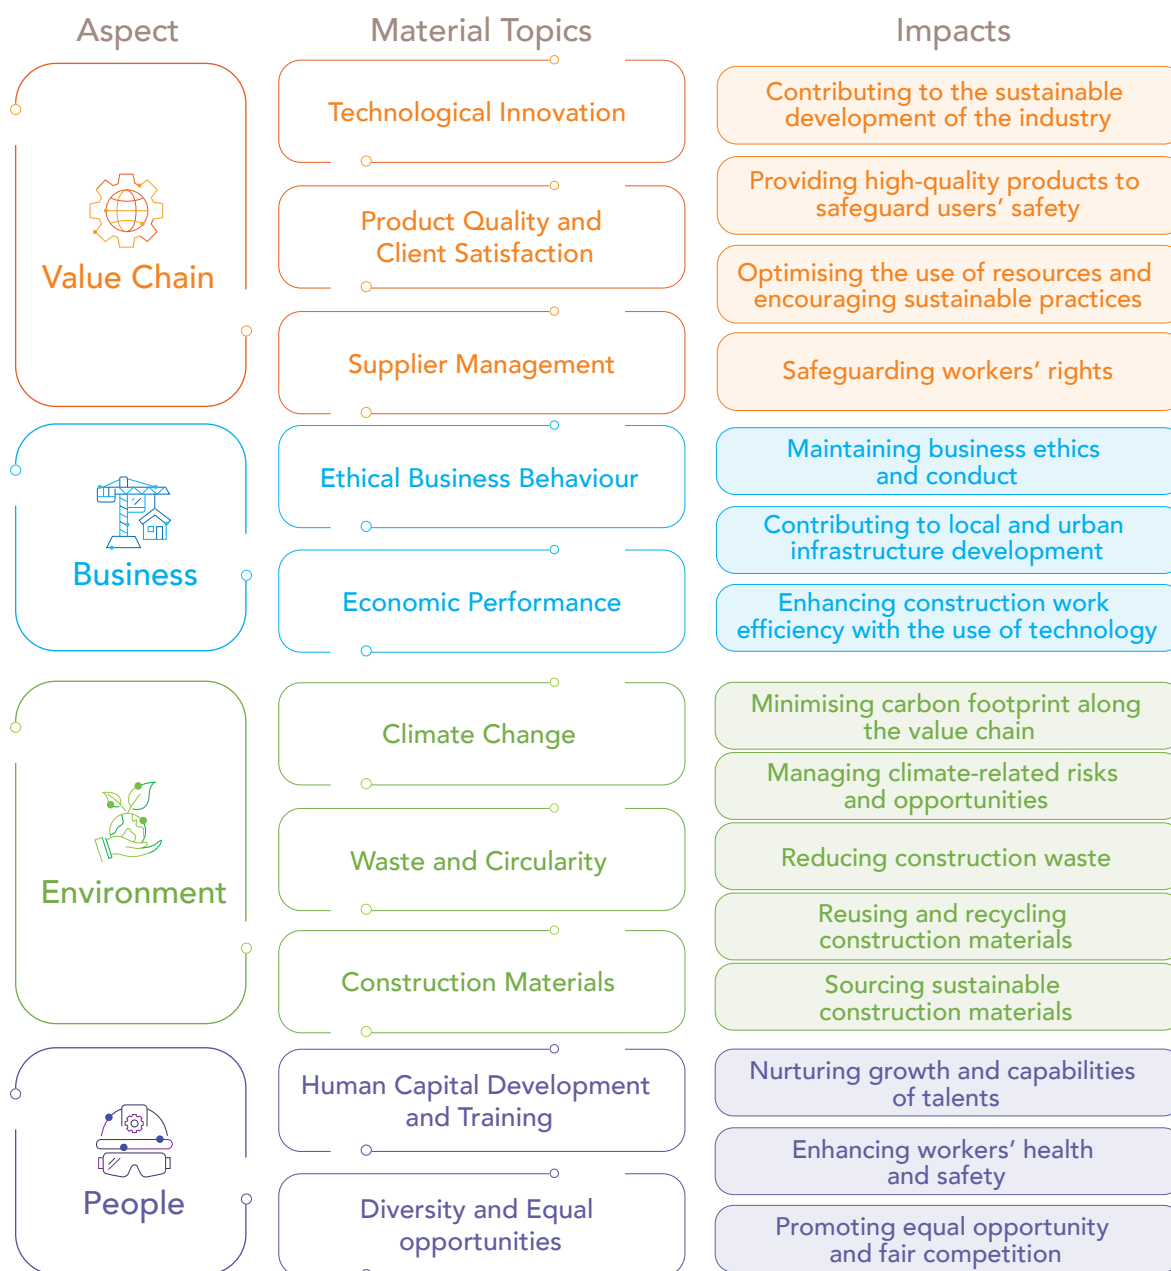 Aspect
Material Topics
Impacts
Value Chain
Technological Innovation
Product Quality and
Client Satisfaction
Supplier Management
Contributing to the sustainable
development of the industry
Providing high-quality products to
safeguard users’ safety
Optimising the use of resources and
encouraging sustainable practices
Safeguarding workers’ rights
Business
Ethical Business Behaviour
Economic Performance
Maintaining business ethics
and conduct
Contributing to local and urban
infrastructure development
Enhancing construction work
efficiency with the use of technology
Environment
Climate Change
Waste and Circularity
Construction Materials
Minimising carbon footprint along
the value chain
Managing climate-related risks
and opportunities
Reducing construction waste
Reusing and recycling
construction materials
Sourcing sustainable
construction materials
People
Human Capital Development
and Training
Diversity and Equal
opportunities
Nurturing growth and capabilities
of talents
Enhancing workers’ health
and safety
Promoting equal opportunity
and fair competition